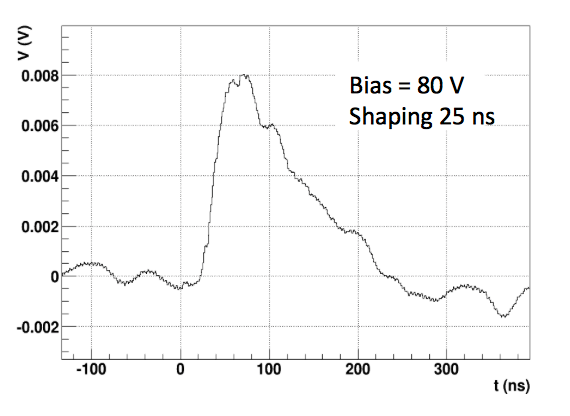 V (V)
0.008
0.006
0.004
0.002
0
-0.002
Bias = 80 V
Shaping 25 ns
-100 0 100 200 300
t (ns)